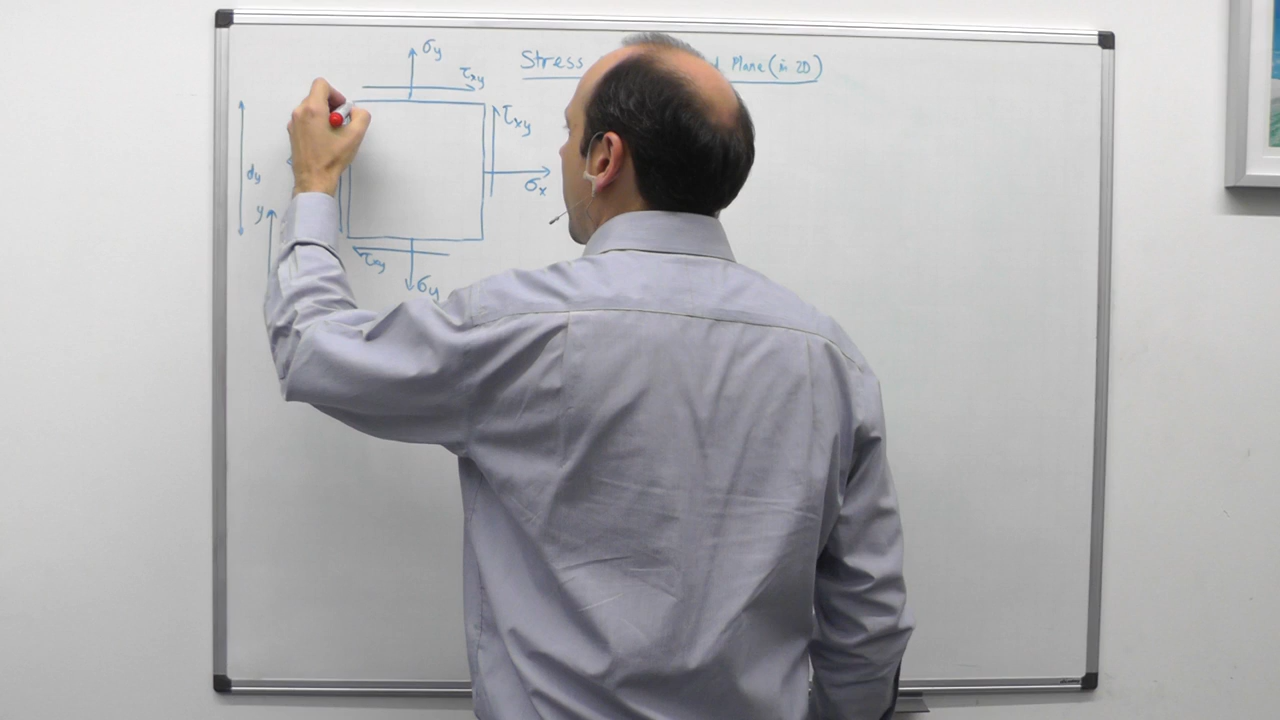 Stress Plane (in 2D)
σy
τxy
τxy
dy
σx
y
τxy
σy